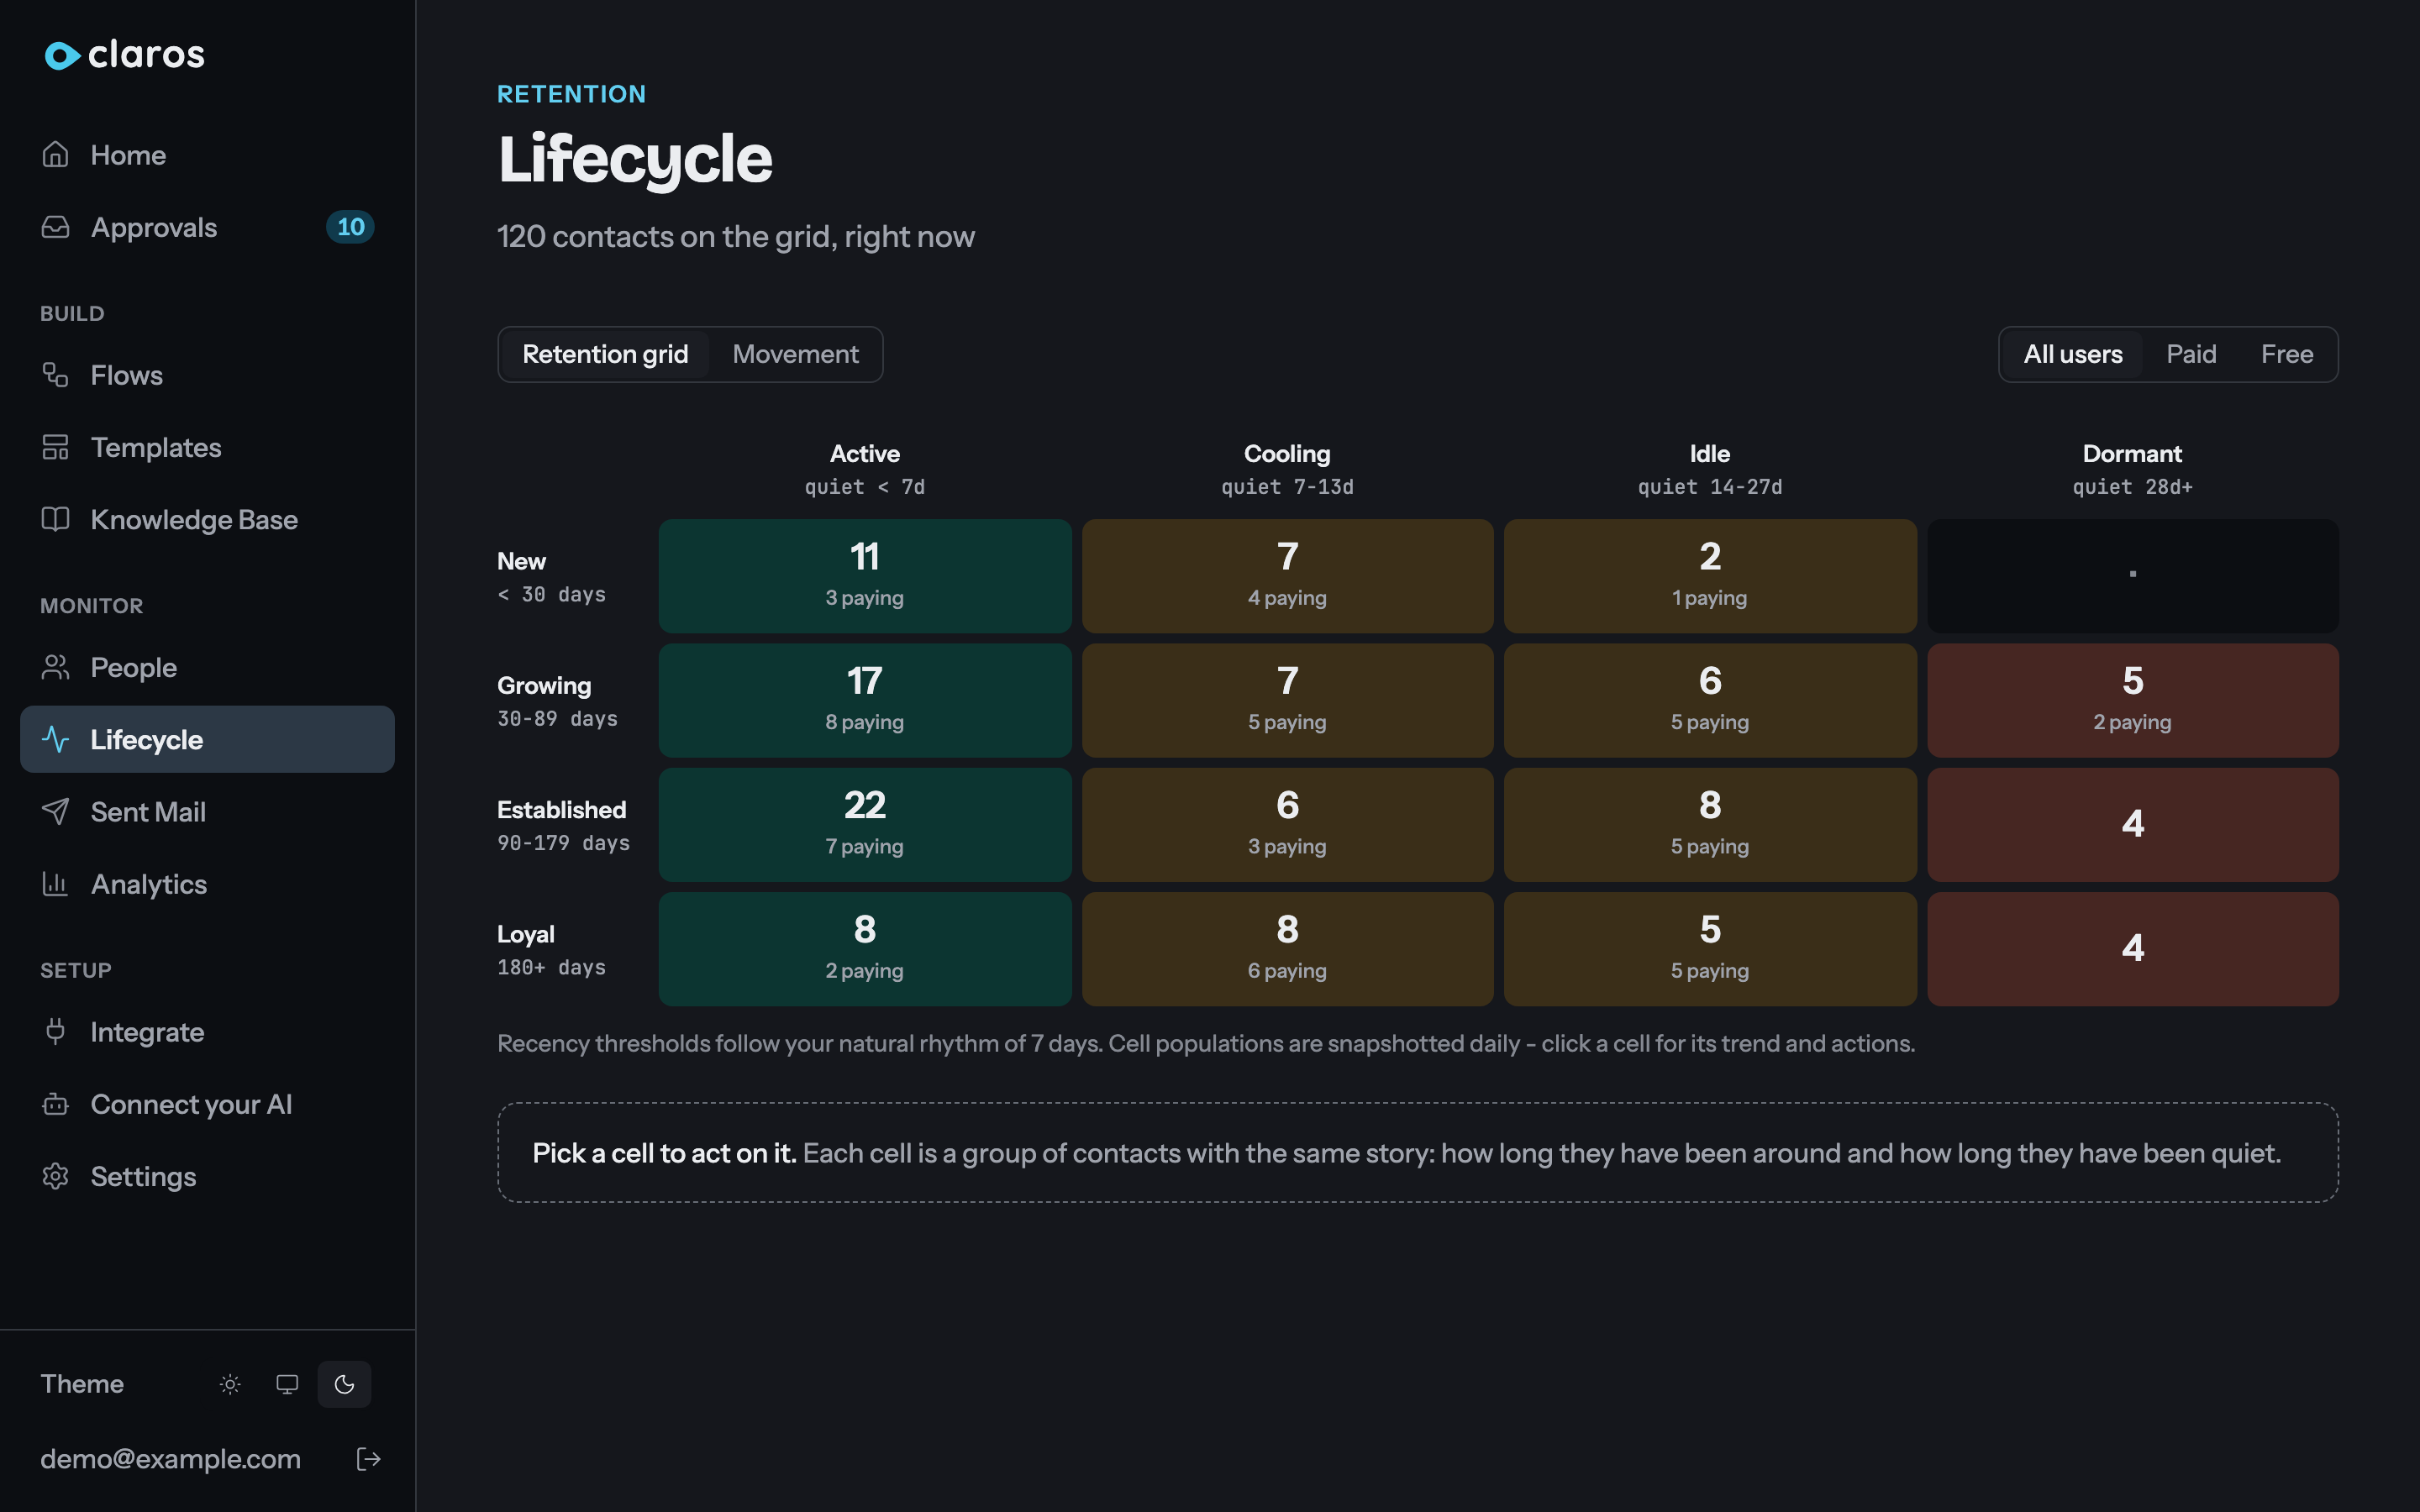 claros
Home
Approvals 10
BUILD
Flows
Templates
Knowledge Base
MONITOR
People
Lifecycle
Sent Mail
Analytics
SETUP
Integrate
Connect your AI
Settings
Theme
demo@example.com
RETENTION
Lifecycle
120 contacts on the grid, right now
Retention grid Movement
All users Paid Free
Active Cooling Idle Dormant
quiet < 7d quiet 7-13d quiet 14-27d quiet 28d+
New
< 30 days
11
3 paying
7
4 paying
2
1 paying
Growing
30-89 days
17
8 paying
7
5 paying
6
5 paying
5
2 paying
Established
90-179 days
22
7 paying
6
3 paying
8
5 paying
4
Loyal
180+ days
8
2 paying
8
6 paying
5
5 paying
4
Recency thresholds follow your natural rhythm of 7 days. Cell populations are snapshotted daily - click a cell for its trend and actions.
Pick a cell to act on it. Each cell is a group of contacts with the same story: how long they have been around and how long they have been quiet.